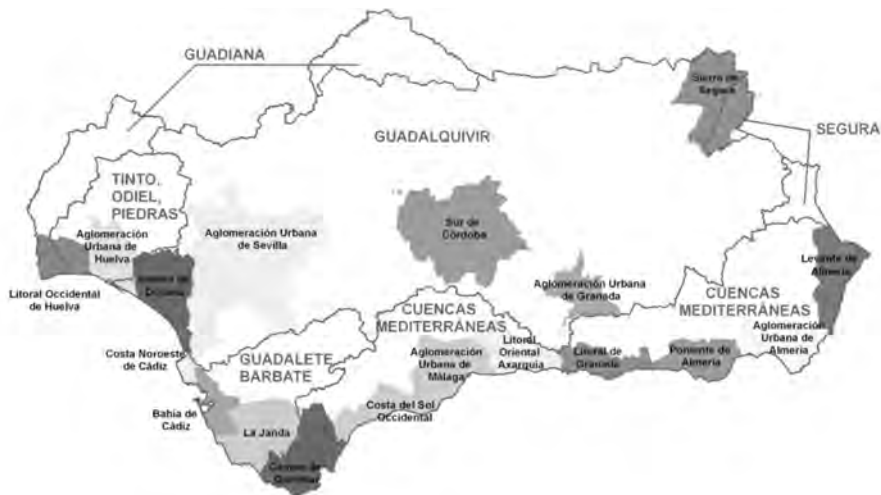 GUADIANA
Sierra de
Segura
SEGURA
GUADALQUIVIR
TINTO,
ODIEL,
PIEDRAS
Aglomeración
Urbana de
Huelva
Aglomeración Urbana
de Sevilla
Sur de
Córdoba
Levante de
Almería
Litoral Occidental
de Huelva
Aglomeración Urbana
de Granada
CUENCAS
MEDITERRÁNEAS
CUENCAS
MEDITERRÁNEAS
Aglomeración
Urbana de
Almería
Costa Noroeste
de Cádiz
GUADALETE
BARBATE
Aglomeración
Urbana de
Málaga
Litoral
Oriental
Axarquía
Litoral de
Granada
Poniente de
Almería
Bahía de
Cádiz
La Janda
Costa del Sol
Occidental
Campo de
Gibraltar